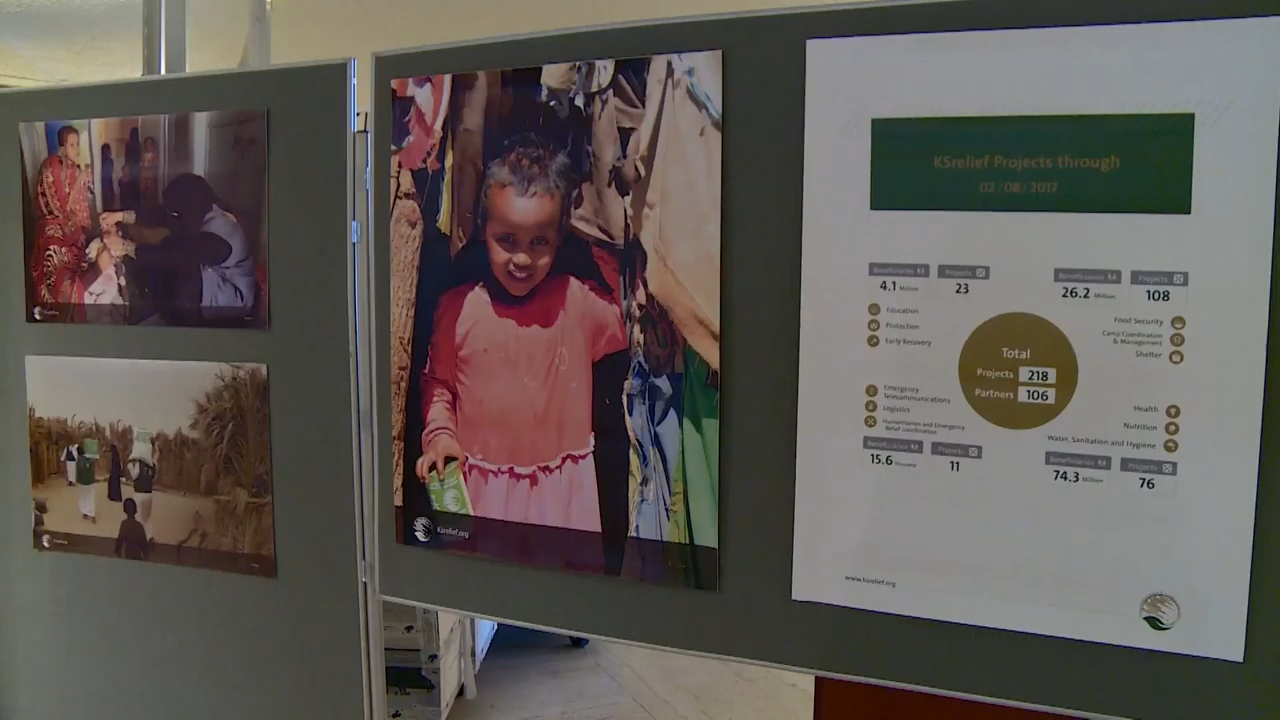 Ksrelief.org
KSrelief Projects through
02/08/2017
Beneficiaries
Projects
4.1 Million
23
Education
Protection
Early Recovery
Beneficiaries
Projects
26.2 Million
108
Food Security
Camp Coordination
& Management
Shelter
Total
Projects 218
Partners 106
Emergency
Telecommunications
Logistics
Humanitarian and Emergency
Relief coordination
Beneficiaries
Projects
15.6 Thousand
11
Health
Nutrition
Water, Sanitation and Hygiene
Beneficiaries
Projects
74.3 Million
76
www.ksrelief.org